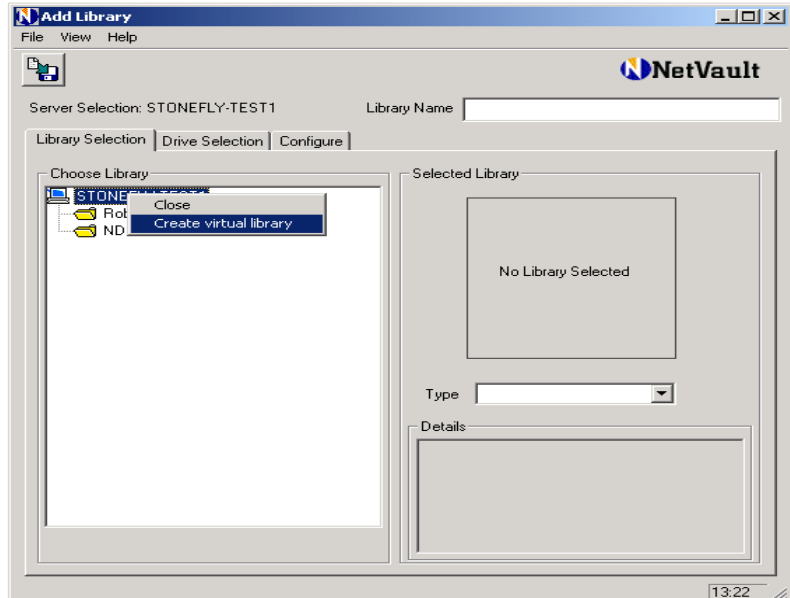 Add Library
File View Help
NetVault
Server Selection: STONEFLY-TEST1 Library Name
Library Selection Drive Selection Configure
Choose Library Selected Library
Close
Create virtual library
ND
No Library Selected
Type
Details
13:22